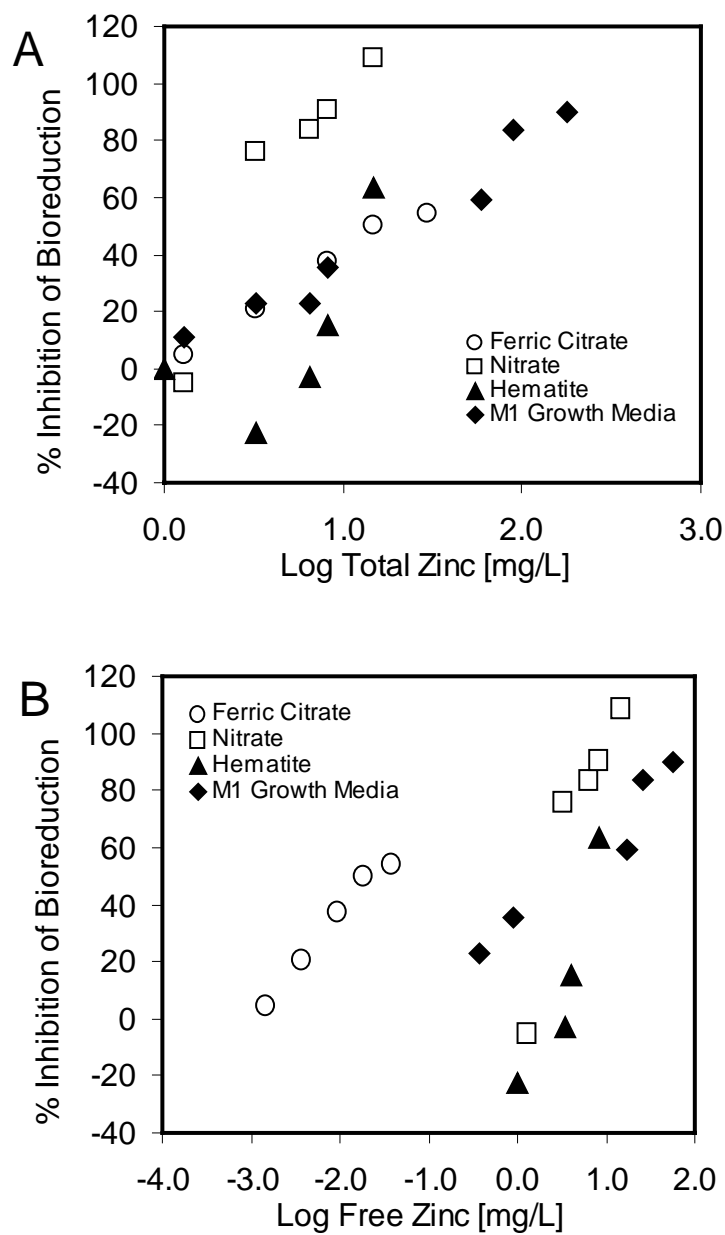 A
% Inhibition of Bioreduction
120
100
80
60
40
20
0
-20
-40
Ferric Citrate
Nitrate
Hematite
M1 Growth Media
0.0 1.0 2.0 3.0
Log Total Zinc [mg/L]
B
% Inhibition of Bioreduction
120
100
80
60
40
20
0
-20
-40
Ferric Citrate
Nitrate
Hematite
M1 Growth Media
-4.0 -3.0 -2.0 -1.0 0.0 1.0 2.0
Log Free Zinc [mg/L]